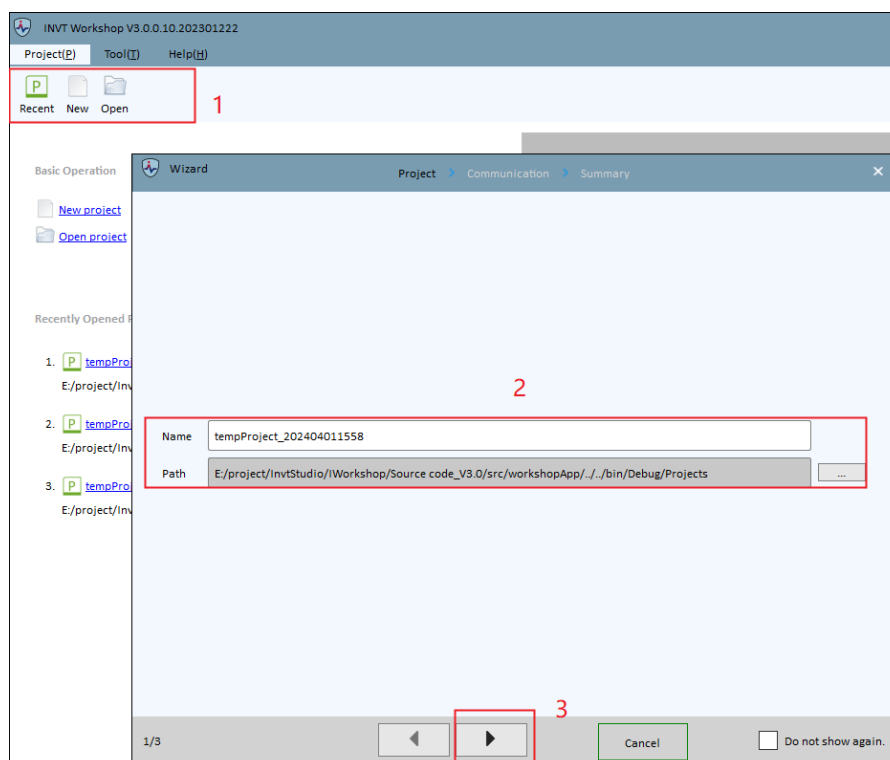 INVT Workshop V3.0.0.10.202301222
Project(P) Tool(T) Help(H)
P
Recent New Open
1
Basic Operation
Wizard
Project Communication Summary
New project
Open project
Recently Opened
1. P tempProj
E:/project/Inv
2
2. P tempProj
E:/project/Inv
Name tempProject_202404011558
Path E:/project/InvtStudio/IWorkshop/Source code_V3.0/src/workshopApp/../../bin/Debug/Projects ...
3. P tempProj
E:/project/Inv
3
1/3 Cancel Do not show again.